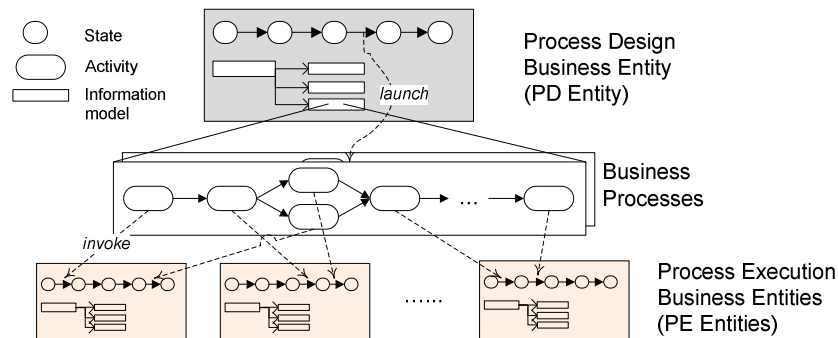 State
Activity
Information
model
launch
Process Design
Business Entity
(PD Entity)
Business
Processes
...
invoke
......
Process Execution
Business Entities
(PE Entities)